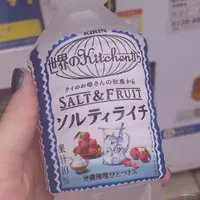 KIRIN
世界のKitchenから
タイのお母さんの知恵から
SALT & FRUIT
ソルティライチ
果汁10%
沖縄海塩ひとつまみ